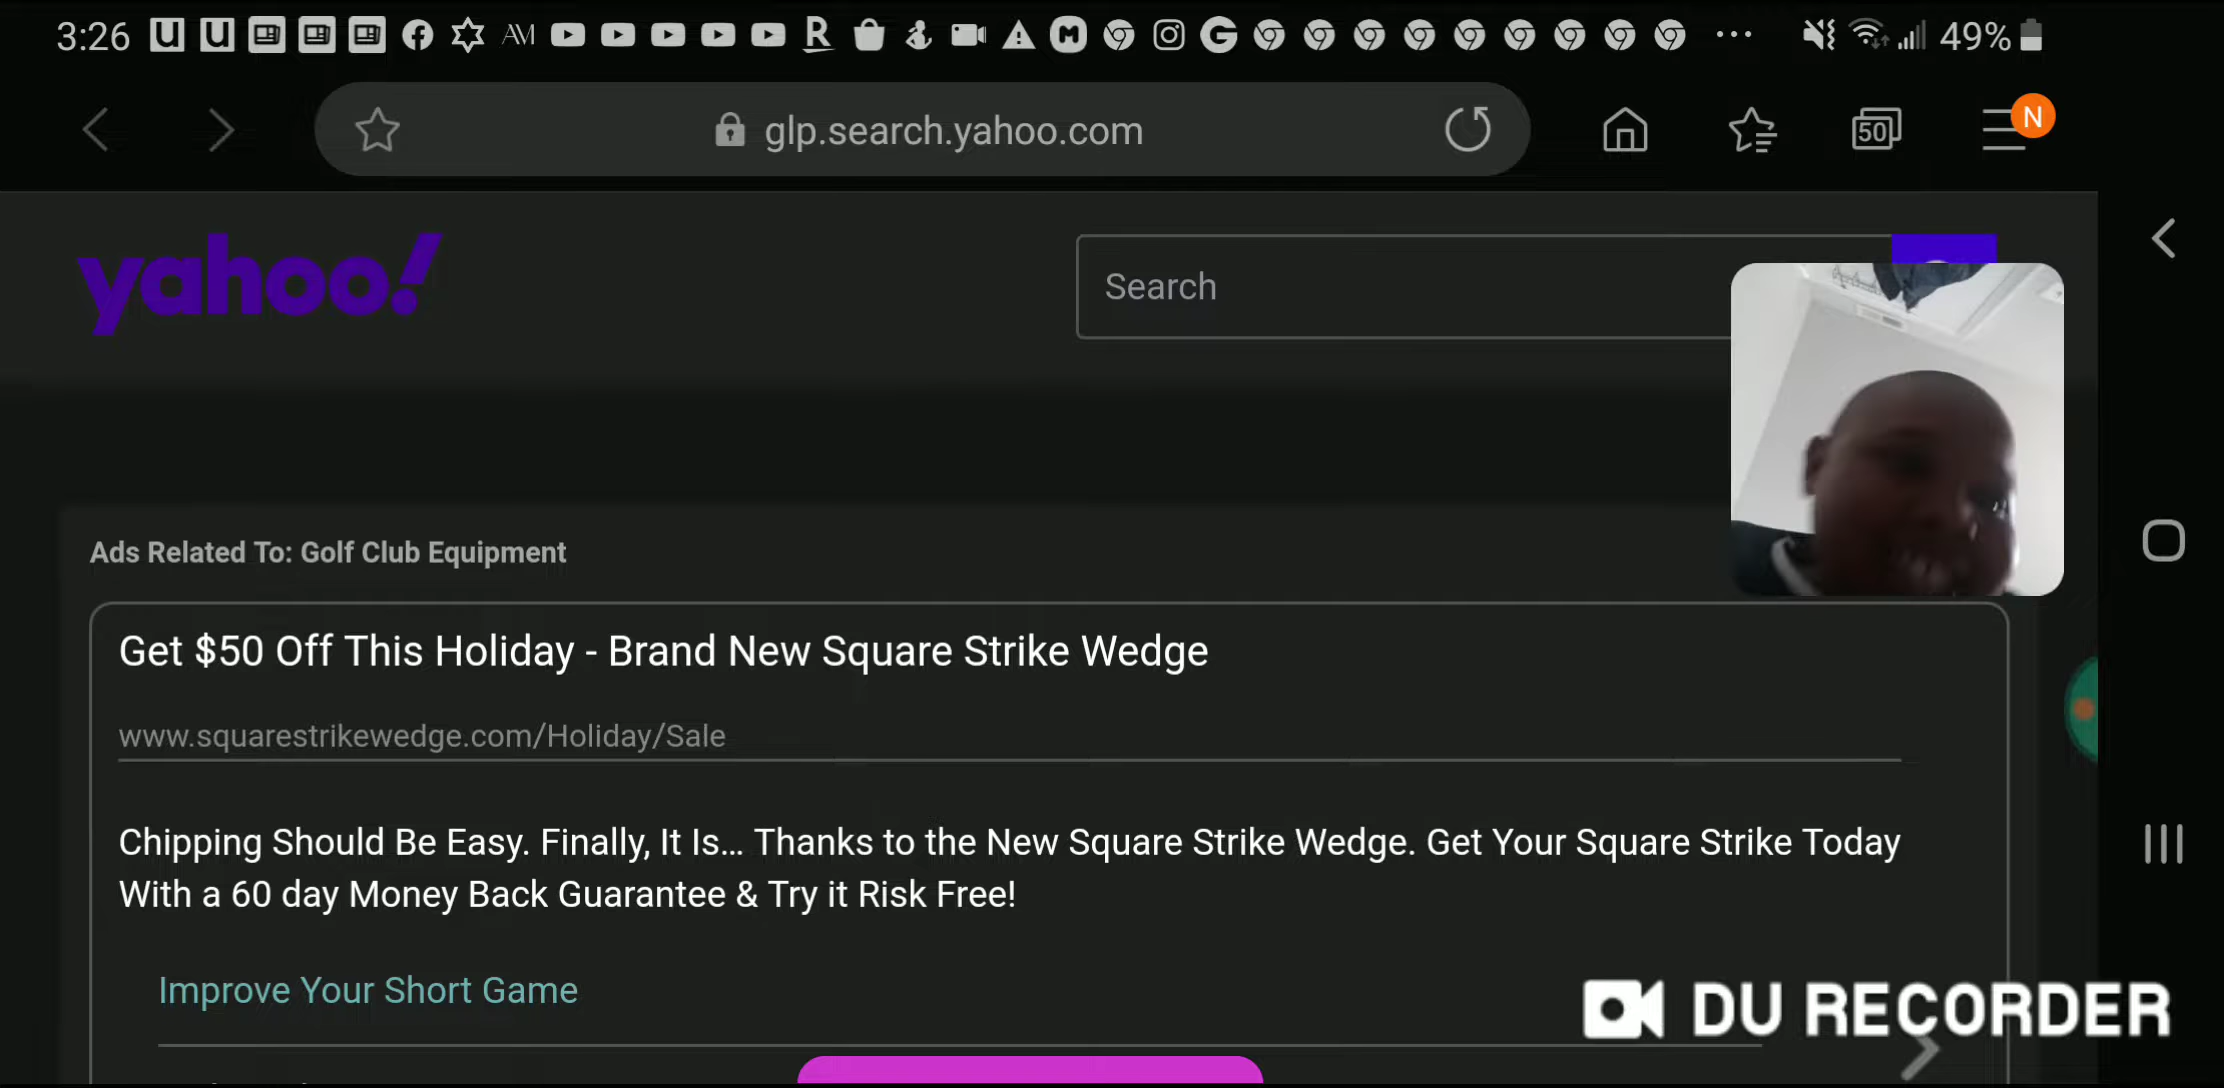 3:26 49%
glp.search.yahoo.com
50
N
yahoo!
Search
Ads Related To: Golf Club Equipment
Get $50 Off This Holiday - Brand New Square Strike Wedge
www.squarestrikewedge.com/Holiday/Sale
Chipping Should Be Easy. Finally, It Is... Thanks to the New Square Strike Wedge. Get Your Square Strike Today
With a 60 day Money Back Guarantee & Try it Risk Free!
Improve Your Short Game
DU RECORDER